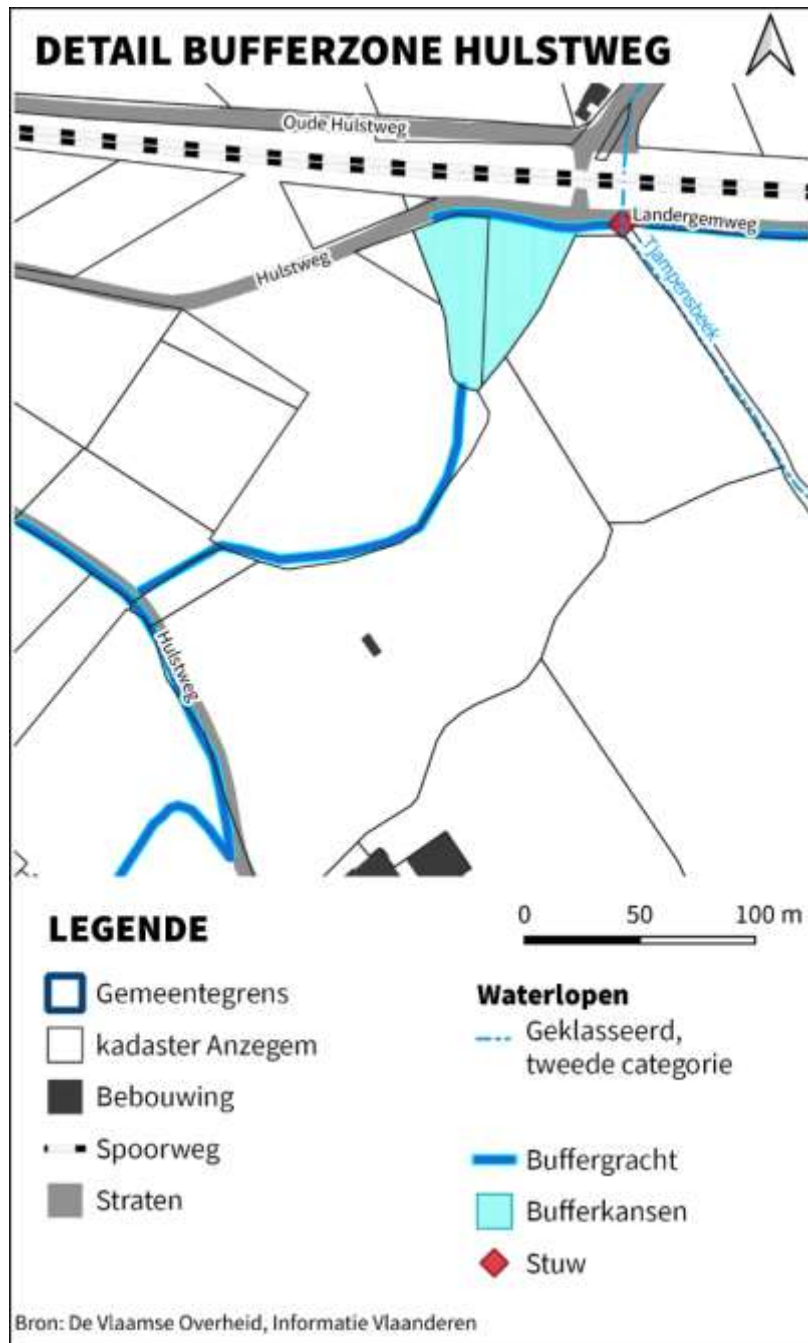 DETAIL BUFFERZONE HULSTWEG
Oude Hulstweg
Landergemweg
Hulstweg
Tjampensbeek
Hulstweg
0 50 100 m
LEGENDE
Gemeentegrens
kadaster Anzegem
Bebouwing
Spoorweg
Straten
Waterlopen
Geklasseerd,
tweede categorie
Buffergracht
Bufferkansen
Stuw
Bron: De Vlaamse Overheid, Informatie Vlaanderen